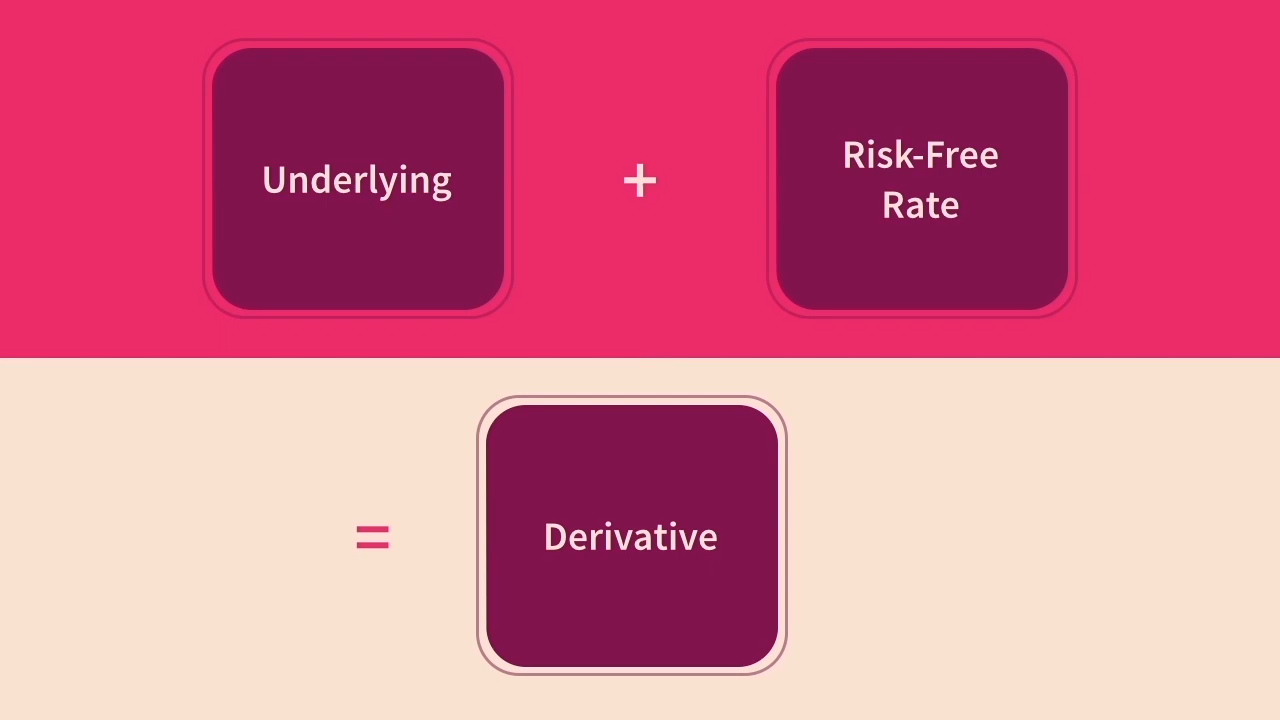 Underlying
+
Risk-Free
Rate
=
Derivative